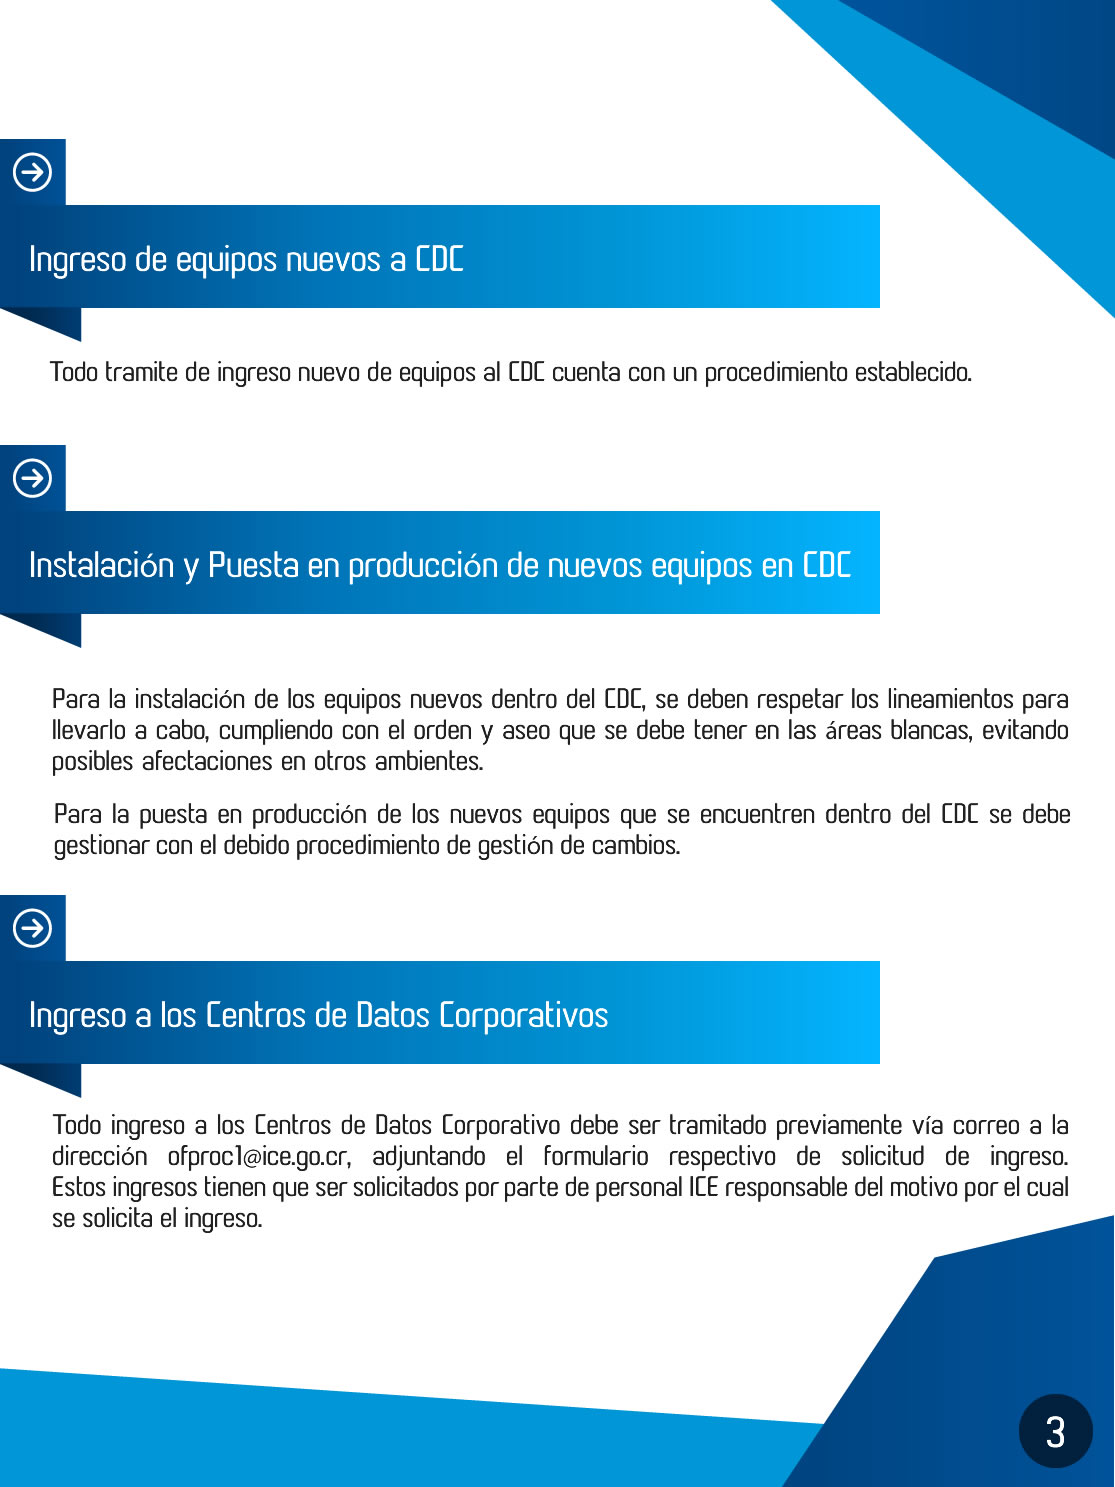 Ingreso de equipos nuevos a CDC
Todo tramite de ingreso nuevo de equipos al CDC cuenta con un procedimiento establecido.
Instalación y Puesta en producción de nuevos equipos en CDC
Para la instalación de los equipos nuevos dentro del CDC, se deben respetar los lineamientos para
llevarlo a cabo, cumpliendo con el orden y aseo que se debe tener en las áreas blancas, evitando
posibles afectaciones en otros ambientes.
Para la puesta en producción de los nuevos equipos que se encuentren dentro del CDC se debe
gestionar con el debido procedimiento de gestión de cambios.
Ingreso a los Centros de Datos Corporativos
Todo ingreso a los Centros de Datos Corporativo debe ser tramitado previamente vía correo a la
dirección ofproc1@ice.go.cr, adjuntando el formulario respectivo de solicitud de ingreso.
Estos ingresos tienen que ser solicitados por parte de personal ICE responsable del motivo por el cual
se solicita el ingreso.
3